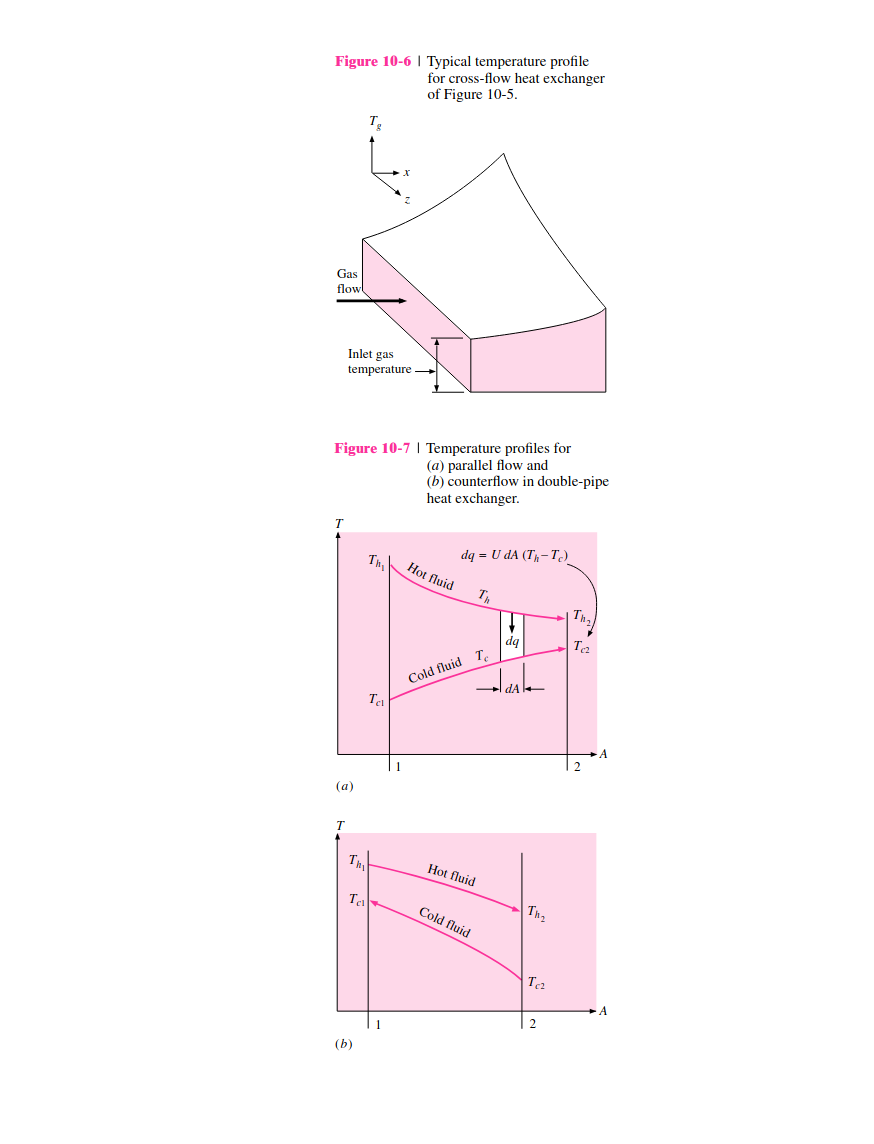 Figure 10-6 | Typical temperature profile
for cross-flow heat exchanger
of Figure 10-5.
Tg
x
z
Gas
flow
Inlet gas
temperature
Figure 10-7 | Temperature profiles for
(a) parallel flow and
(b) counterflow in double-pipe
heat exchanger.
T
dq = U dA (Th – Tc)
Th1
Hot fluid
Th
Th2
dq
Tc2
Tc
Cold fluid
dA
Tc1
A
1
2
(a)
T
Th1
Hot fluid
Tc1
Cold fluid
Th2
Tc2
A
1
2
(b)